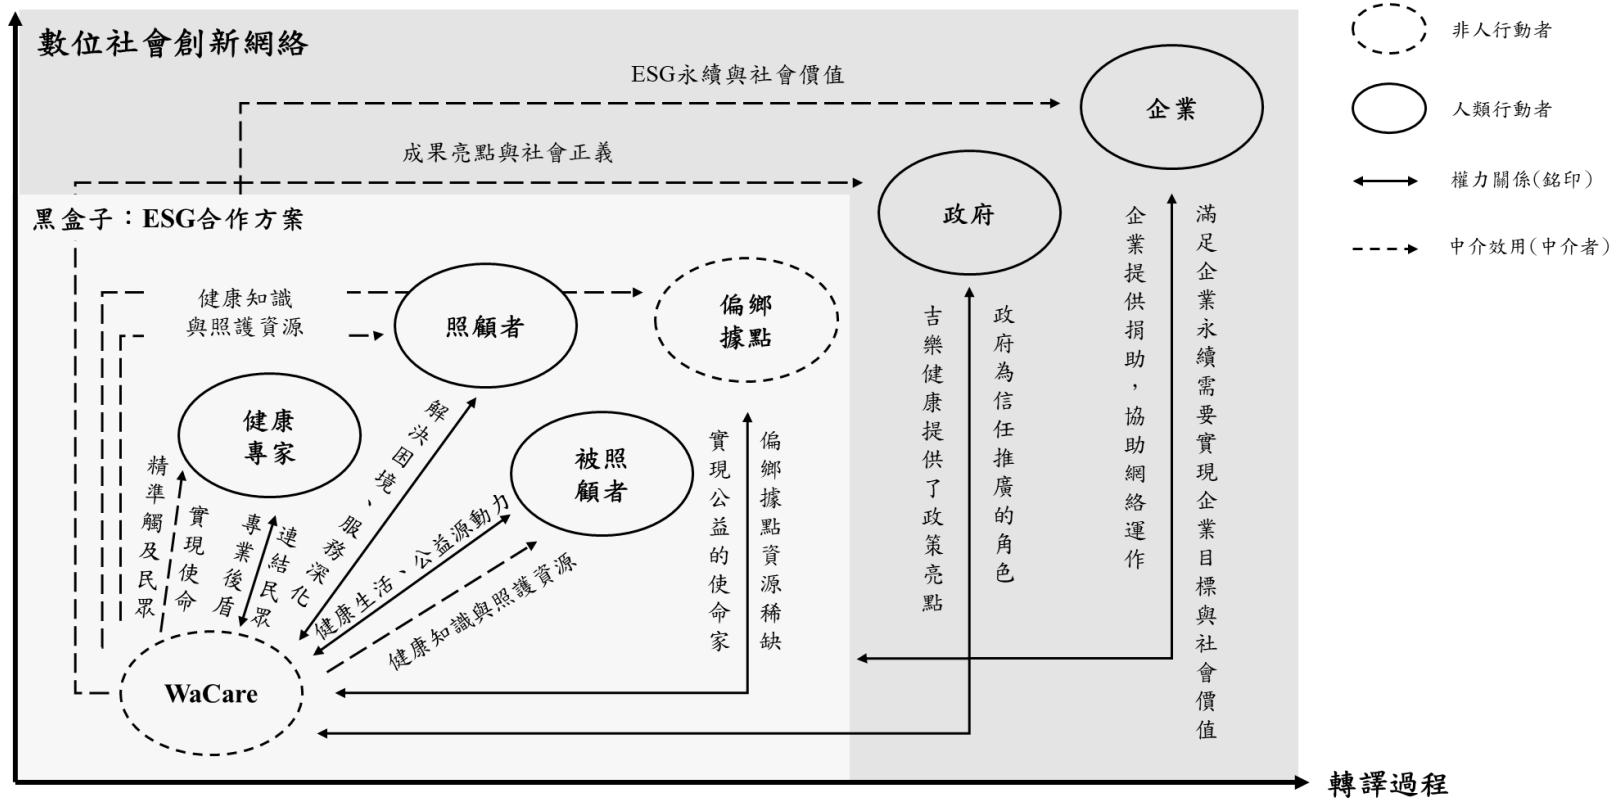 數位社會創新網絡
ESG永續與社會價值
企業
成果亮點與社會正義
政府
黑盒子：ESG合作方案
健康知識
與照護資源
照顧者
偏鄉
據點
健康
專家
被照
顧者
精準觸及民眾
實現使命
專業後盾
連結民眾
解決困境、服務深化
健康生活、公益源動力
健康知識與照護資源
實現公益的使命家
偏鄉據點資源稀缺
吉樂健康提供了政策亮點
政府為信任推廣的角色
企業提供捐助，協助網絡運作
滿足企業永續需要實現企業目標與社會價值
WaCare
轉譯過程
非人行動者
人類行動者
權力關係(銘印)
中介效用(中介者)